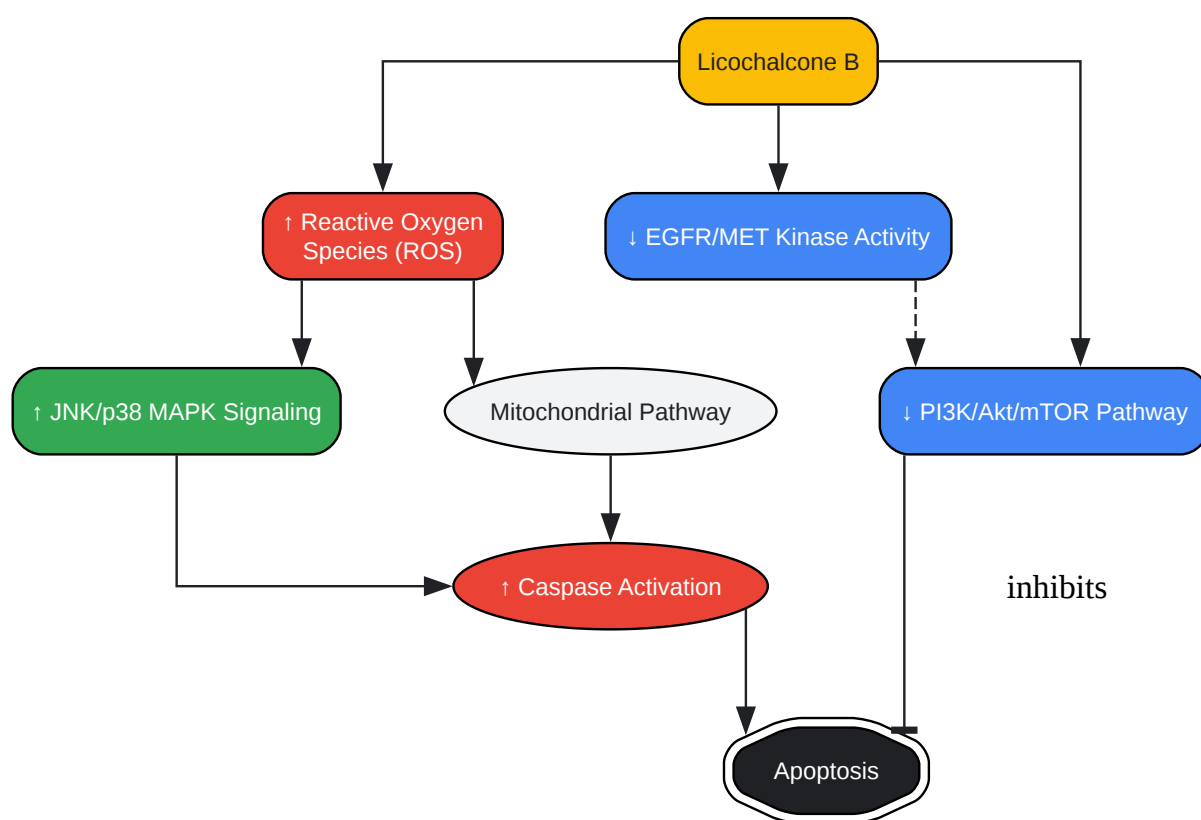 Licochalcone B
↑ Reactive Oxygen
Species (ROS)
↓ EGFR/MET Kinase Activity
↑ JNK/p38 MAPK Signaling
Mitochondrial Pathway
↓ PI3K/Akt/mTOR Pathway
↑ Caspase Activation
inhibits
Apoptosis